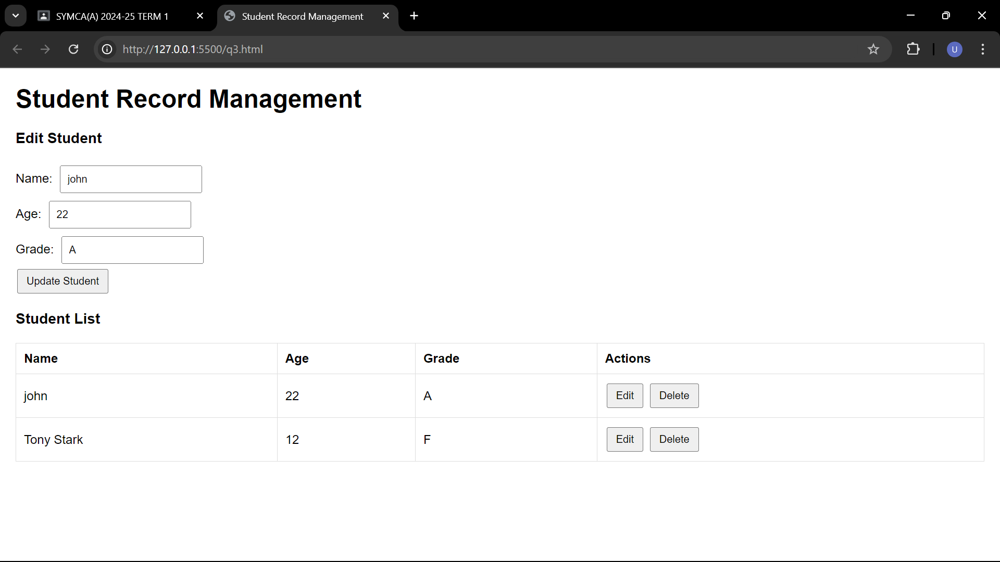 SYMCA(A) 2024-25 TERM 1
Student Record Management
http://127.0.0.1:5500/q3.html
U
Student Record Management
Edit Student
Name: john
Age: 22
Grade: A
Update Student
Student List
Name Age Grade Actions
john 22 A Edit Delete
Tony Stark 12 F Edit Delete